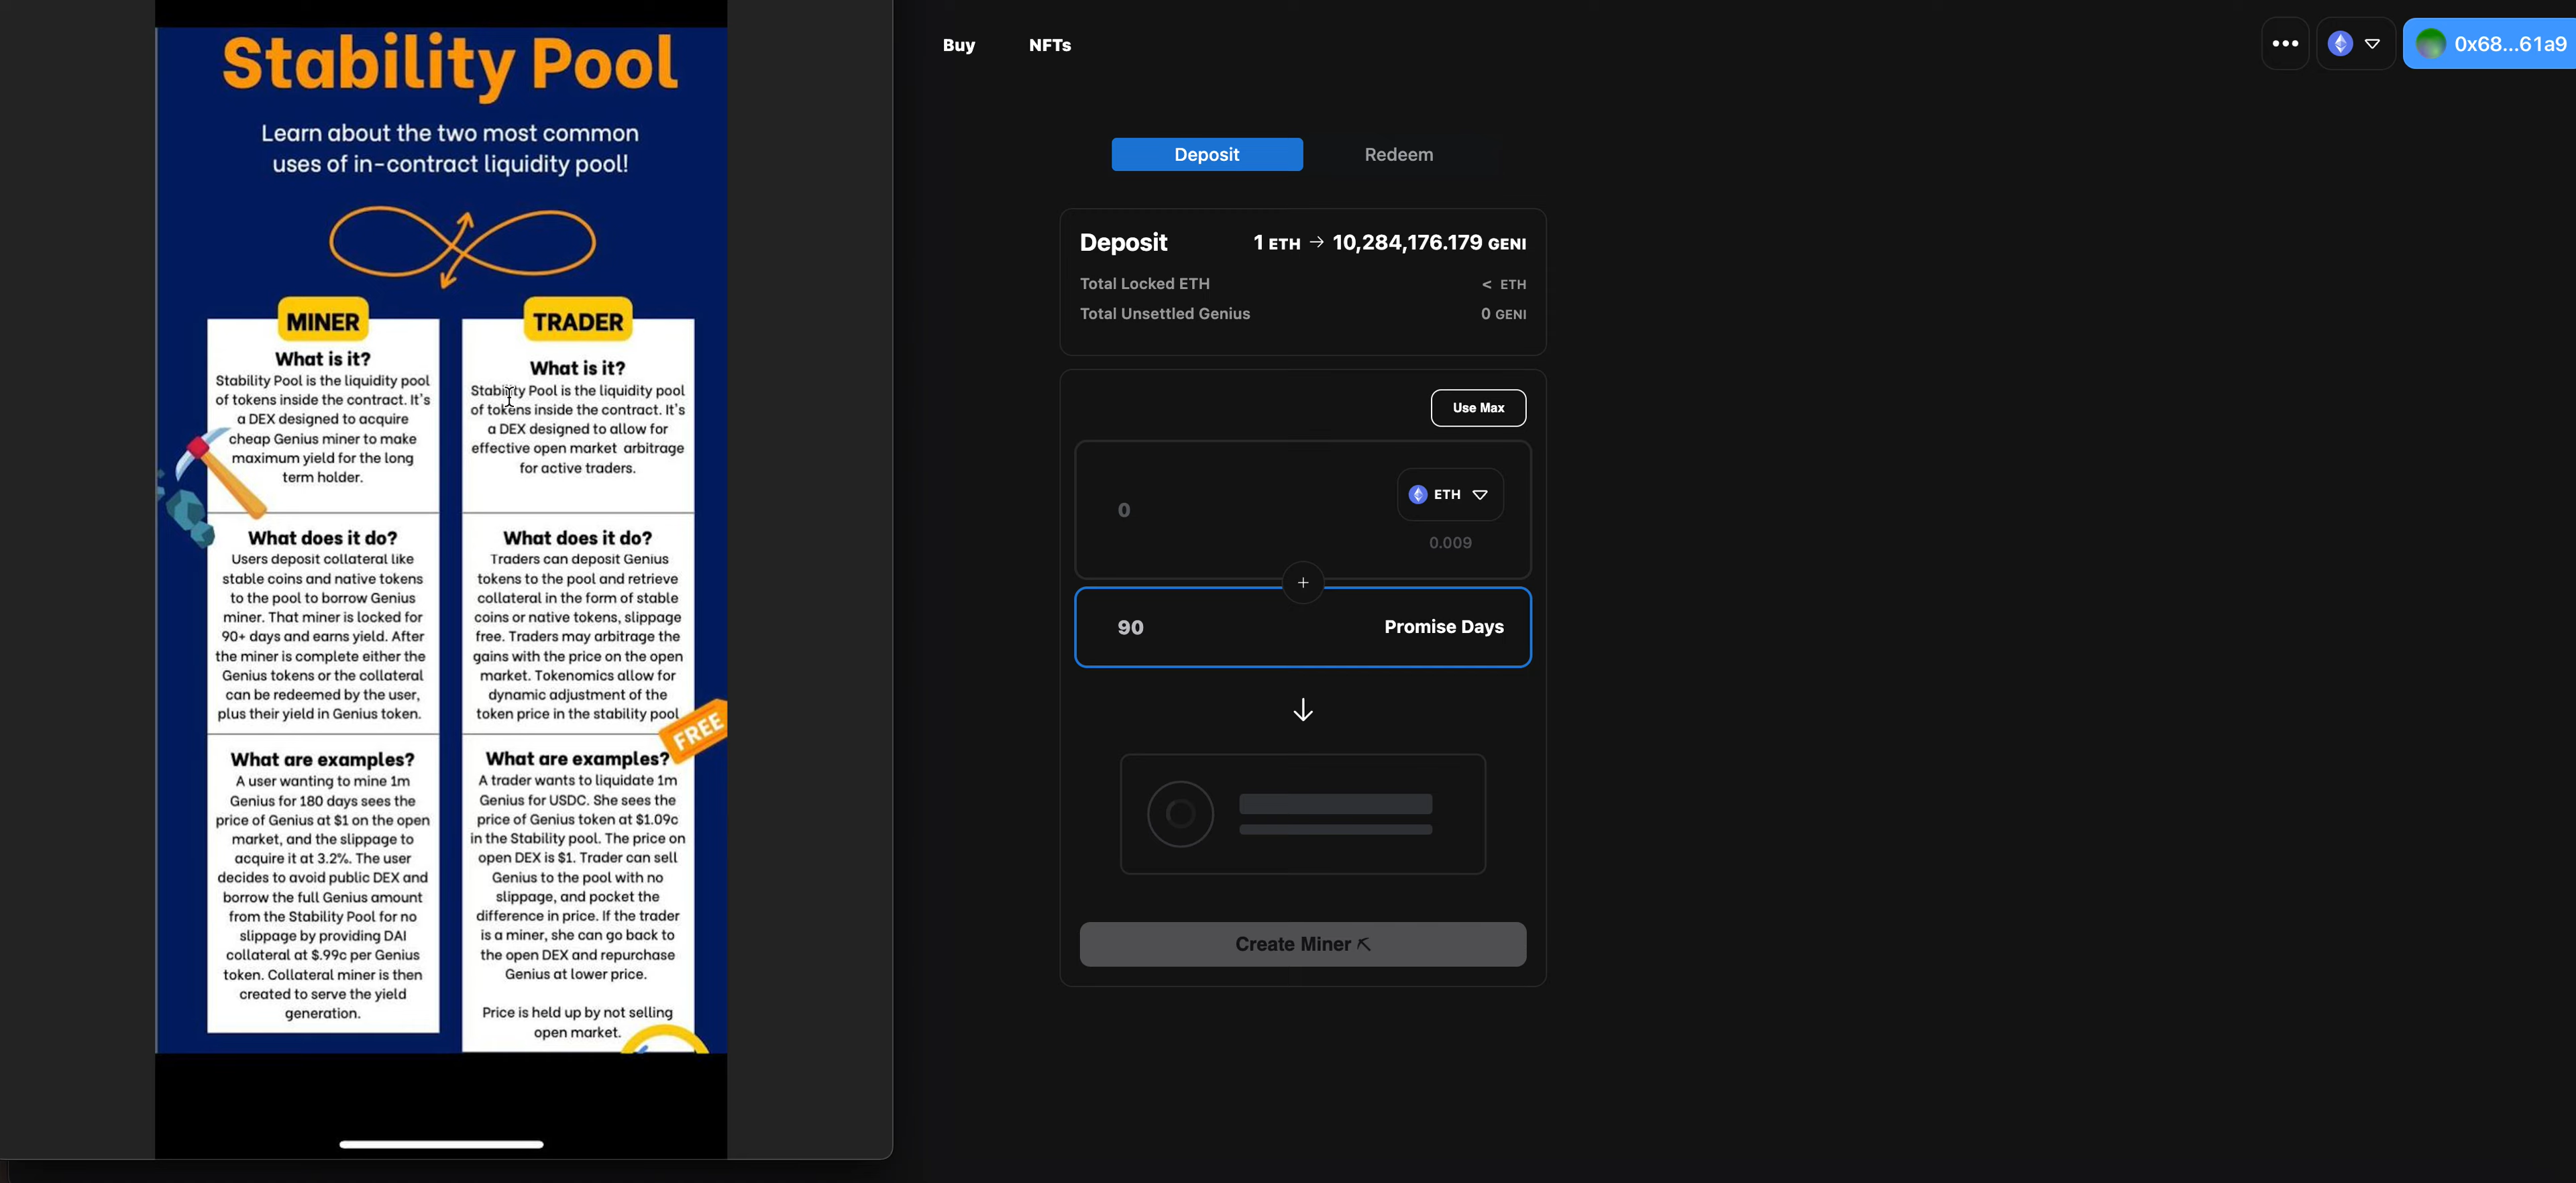 Stability Pool
Learn about the two most common
uses of in-contract liquidity pool!
MINER
What is it?
Stability Pool is the liquidity pool
of tokens inside the contract. It's
a DEX designed to acquire
cheap Genius miner to make
maximum yield for the long
term holder.
What does it do?
Users deposit collateral like
stable coins and native tokens
to the pool to borrow Genius
miner. That miner is locked for
90+ days and earns yield. After
the miner is complete either the
Genius tokens or the collateral
can be redeemed by the user,
plus their yield in Genius token.
What are examples?
A user wanting to mine 1m
Genius for 180 days sees the
price of Genius at $1 on the open
market, and the slippage to
acquire it at 3.2%. The user
decides to avoid public DEX and
borrow the full Genius amount
from the Stability Pool for no
slippage by providing DAI
collateral at $.99c per Genius
token. Collateral miner is then
created to serve the yield
generation.
TRADER
What is it?
Stability Pool is the liquidity pool
of tokens inside the contract. It's
a DEX designed to allow for
effective open market arbitrage
for active traders.
What does it do?
Traders can deposit Genius
tokens to the pool and retrieve
collateral in the form of stable
coins or native tokens, slippage
free. Traders may arbitrage the
gains with the price on the open
market. Tokenomics allow for
dynamic adjustment of the
token price in the stability pool
FREE
What are examples?
A trader wants to liquidate 1m
Genius for USDC. She sees the
price of Genius token at $1.09c
in the Stability pool. The price on
open DEX is $1. Trader can sell
Genius to the pool with no
slippage, and pocket the
difference in price. If the trader
is a miner, she can go back to
the open DEX and repurchase
Genius at lower price.
Price is held up by not selling
open market.
Buy NFTs
0x68...61a9
Deposit Redeem
Deposit 1 ETH → 10,284,176.179 GENI
Total Locked ETH < ETH
Total Unsettled Genius 0 GENI
Use Max
0 ETH
0.009
+
90 Promise Days
Create Miner